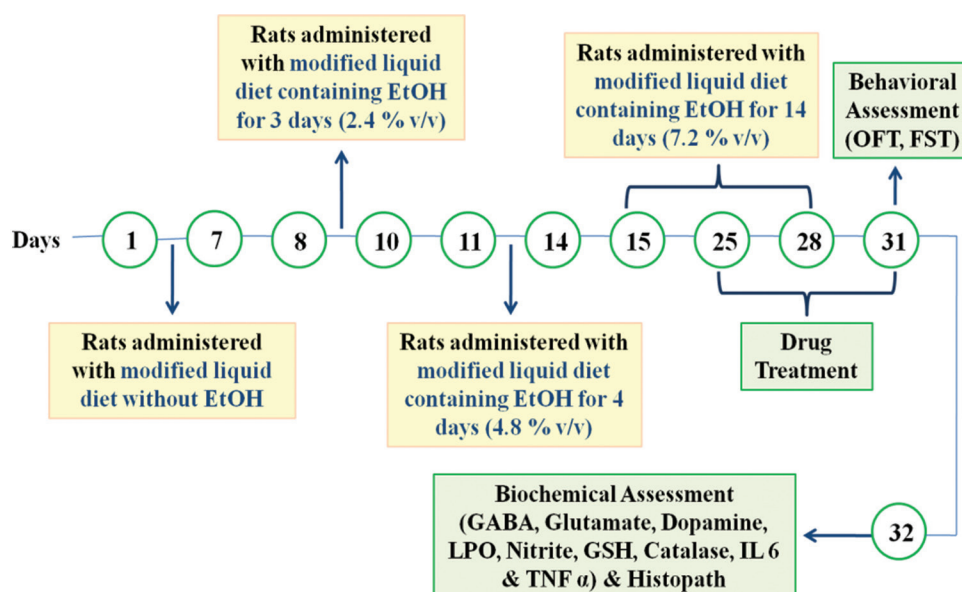 Rats administered
with modified liquid
diet containing EtOH
for 3 days (2.4 % v/v)
Rats administered with
modified liquid diet
containing EtOH for 14
days (7.2 % v/v)
Behavioral
Assessment
(OFT, FST)
Days 1 7 8 10 11 14 15 25 28 31
Rats administered
with modified liquid
diet without EtOH
Rats administered with
modified liquid diet
containing EtOH for 4
days (4.8 % v/v)
Drug
Treatment
Biochemical Assessment
(GABA, Glutamate, Dopamine,
LPO, Nitrite, GSH, Catalase, IL 6
& TNF α) & Histopath
32